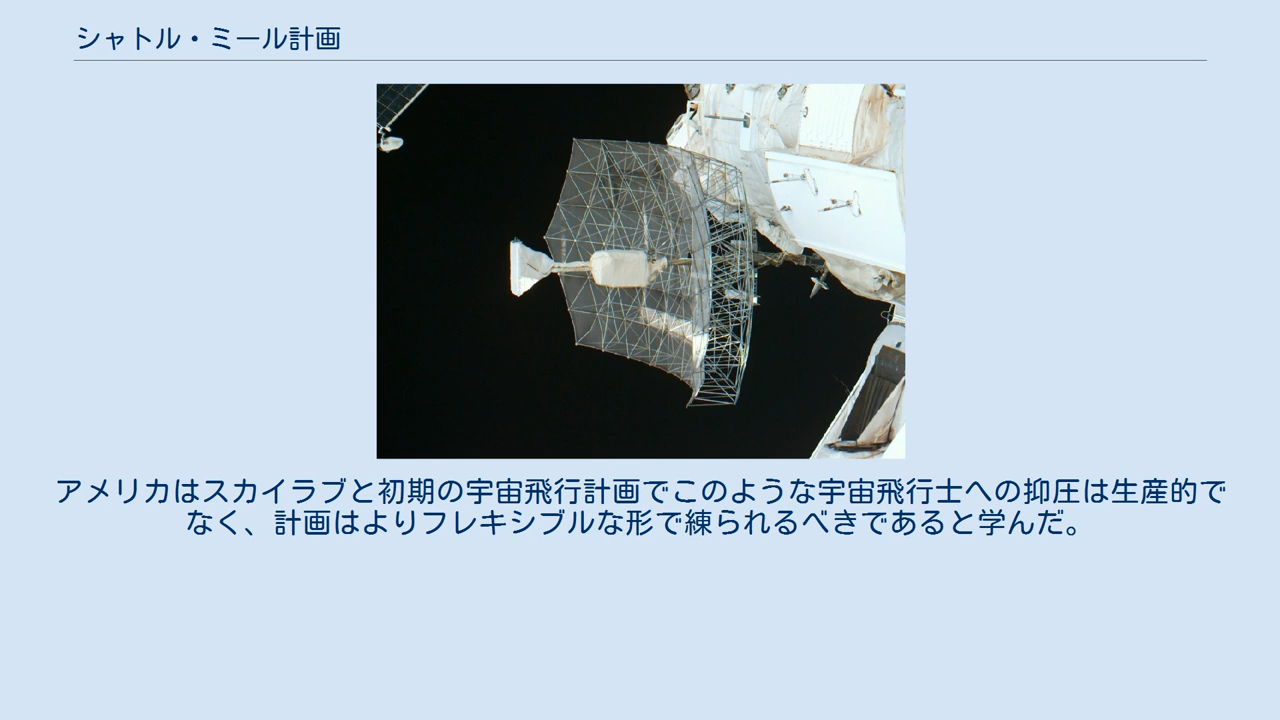 シャトル・ミール計画
アメリカはスカイラブと初期の宇宙飛行計画でこのような宇宙飛行士への抑圧は生産的で
なく、計画はよりフレキシブルな形で練られるべきであると学んだ。